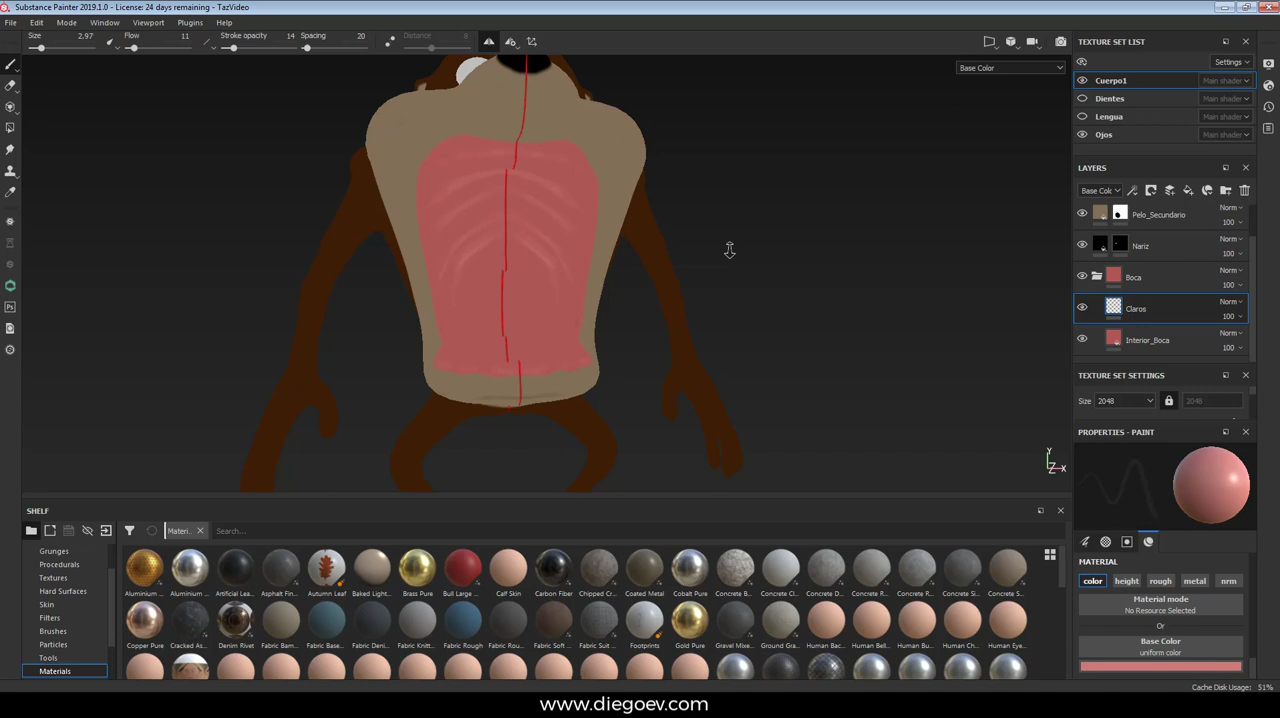 Substance Painter 2019.1.0 - License: 24 days remaining - TazVideo
File Edit Mode Window Viewport Plugins Help
Size 2.97 Flow 11 Stroke opacity 14 Spacing 20 Distance 8
Base Color
TEXTURE SET LIST
Settings
Cuerpo1 Main shader
Dientes Main shader
Lengua Main shader
Ojos Main shader
LAYERS
Base Colc
Pelo_Secundario Norm 100
Nariz Norm 100
Boca Norm 100
Claros Norm 100
Interior_Boca Norm 100
TEXTURE SET SETTINGS
Size 2048 2048
PROPERTIES - PAINT
MATERIAL
color height rough metal nrm
Material mode
No Resource Selected
Or
Base Color
uniform color
Y
Z X
SHELF
Materi... Search...
Grunges
Procedurals
Textures
Hard Surfaces
Skin
Filters
Brushes
Particles
Tools
Materials
Ps
Aluminium ... Aluminium ... Artificial Lea... Asphalt Fin... Autumn Leaf Baked Light... Brass Pure Bull Large ... Calf Skin Carbon Fiber Chipped Cr... Coated Metal Cobalt Pure Concrete B... Concrete Cl... Concrete D... Concrete R... Concrete R... Concrete Si... Concrete S...
Copper Pure Cracked As... Denim Rivet Fabric Bam... Fabric Base... Fabric Deni... Fabric Knitt... Fabric Rough Fabric Rou... Fabric Soft ... Fabric Suit ... Footprints Gold Pure Gravel Mixe... Ground Gra... Human Bac... Human Bell... Human Bu... Human Ch... Human Eye...
Cache Disk Usage: 51%
www.diegoev.com